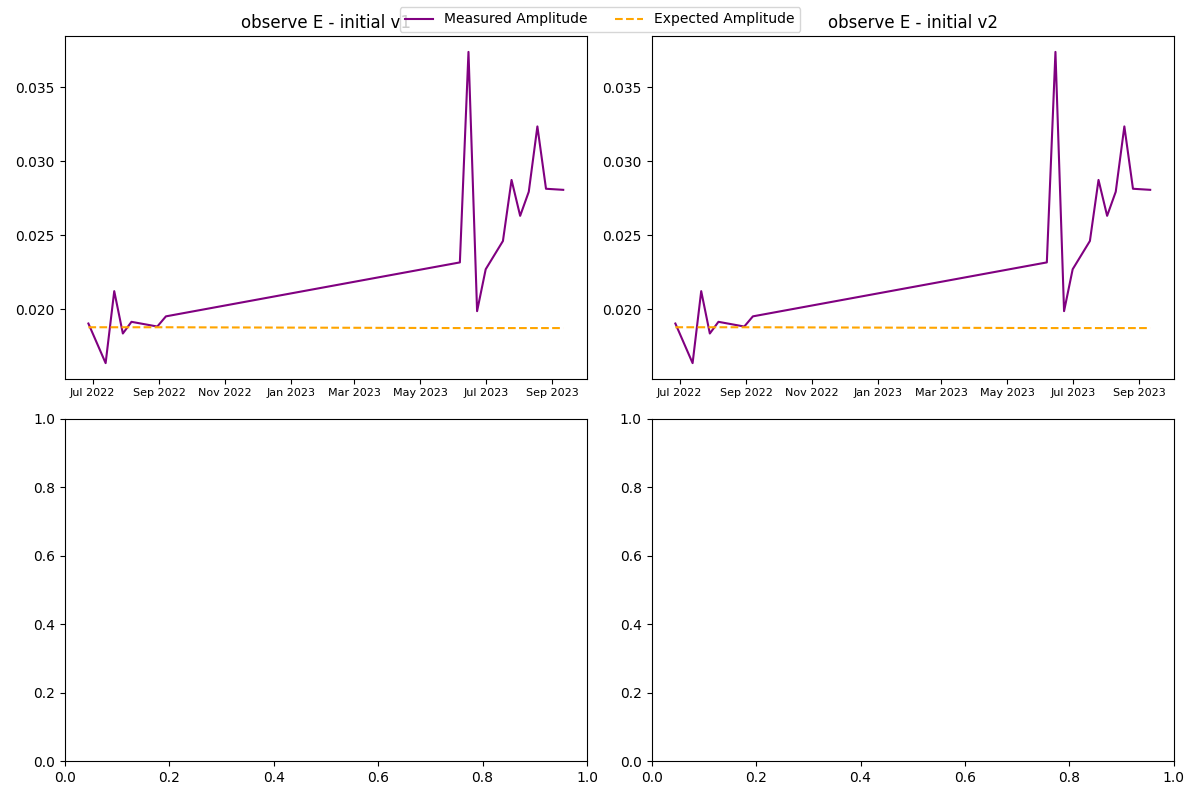 observe E - initial v1
Measured Amplitude
Expected Amplitude
observe E - initial v2
0.035
0.030
0.025
0.020
Jul 2022 Sep 2022 Nov 2022 Jan 2023 Mar 2023 May 2023 Jul 2023 Sep 2023
0.035
0.030
0.025
0.020
Jul 2022 Sep 2022 Nov 2022 Jan 2023 Mar 2023 May 2023 Jul 2023 Sep 2023
1.0
0.8
0.6
0.4
0.2
0.0
0.0 0.2 0.4 0.6 0.8 1.0
1.0
0.8
0.6
0.4
0.2
0.0
0.0 0.2 0.4 0.6 0.8 1.0